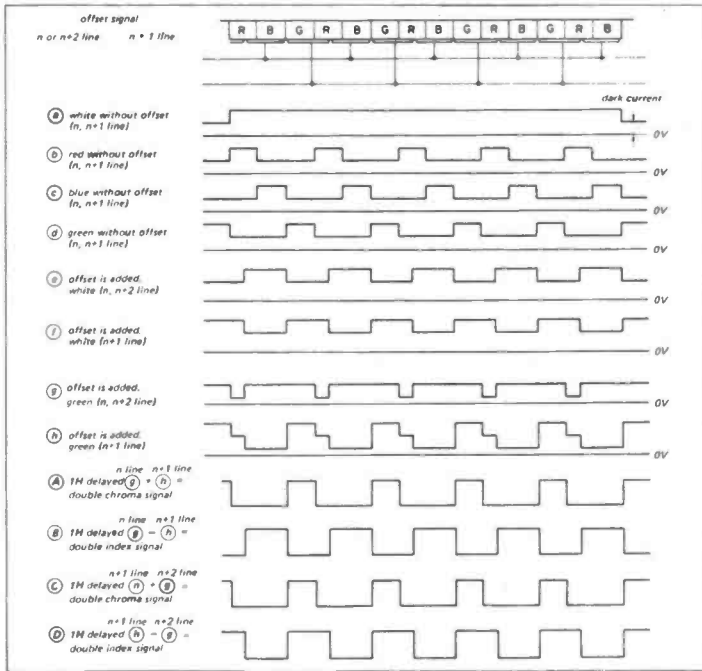 offset signal
n or n+2 line n + 1 line
R B G R B G R B G R B G R B
dark current
ⓐ white without offset
(n, n+1 line)
0V
ⓑ red without offset
(n, n+1 line)
0V
ⓒ blue without offset
(n, n+1 line)
0V
ⓓ green without offset
(n, n+1 line)
0V
ⓔ offset is added,
white (n, n+2 line)
0V
ⓕ offset is added,
white (n+1 line)
0V
ⓖ offset is added,
green (n, n+2 line)
0V
ⓗ offset is added,
green (n+1 line)
0V
n line n+1 line
Ⓐ 1H delayed ⓖ + ⓗ =
double chroma signal
n line n+1 line
Ⓑ 1H delayed ⓖ – ⓗ =
double index signal
n+1 line n+2 line
Ⓒ 1H delayed ⓗ + ⓖ =
double chroma signal
n+1 line n+2 line
Ⓓ 1H delayed ⓗ – ⓖ =
double index signal